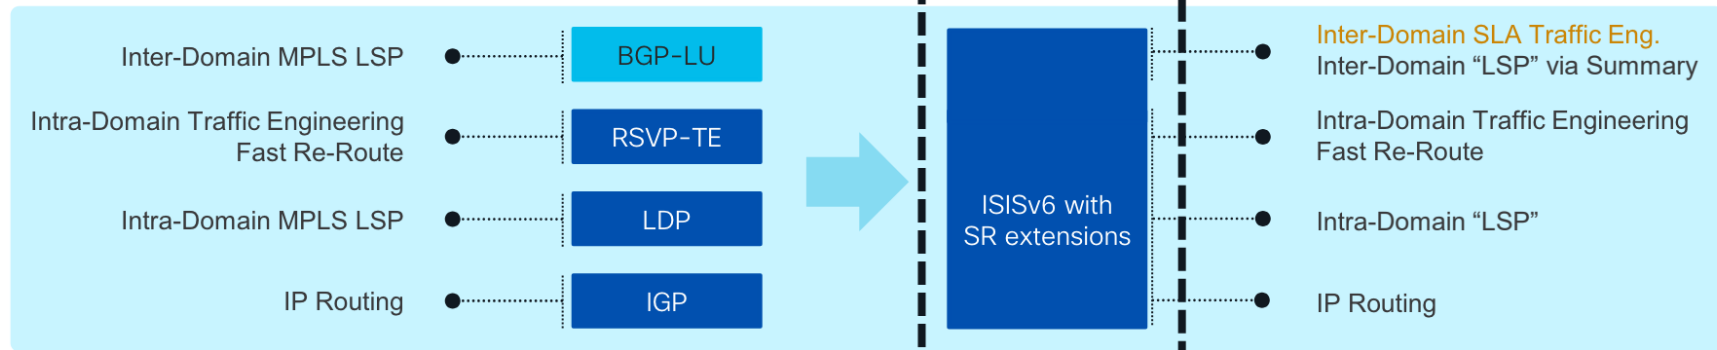 Inter-Domain MPLS LSP
BGP-LU
Intra-Domain Traffic Engineering
Fast Re-Route
RSVP-TE
Intra-Domain MPLS LSP
LDP
IP Routing
IGP
ISISv6 with
SR extensions
Inter-Domain SLA Traffic Eng.
Inter-Domain “LSP” via Summary
Intra-Domain Traffic Engineering
Fast Re-Route
Intra-Domain “LSP”
IP Routing